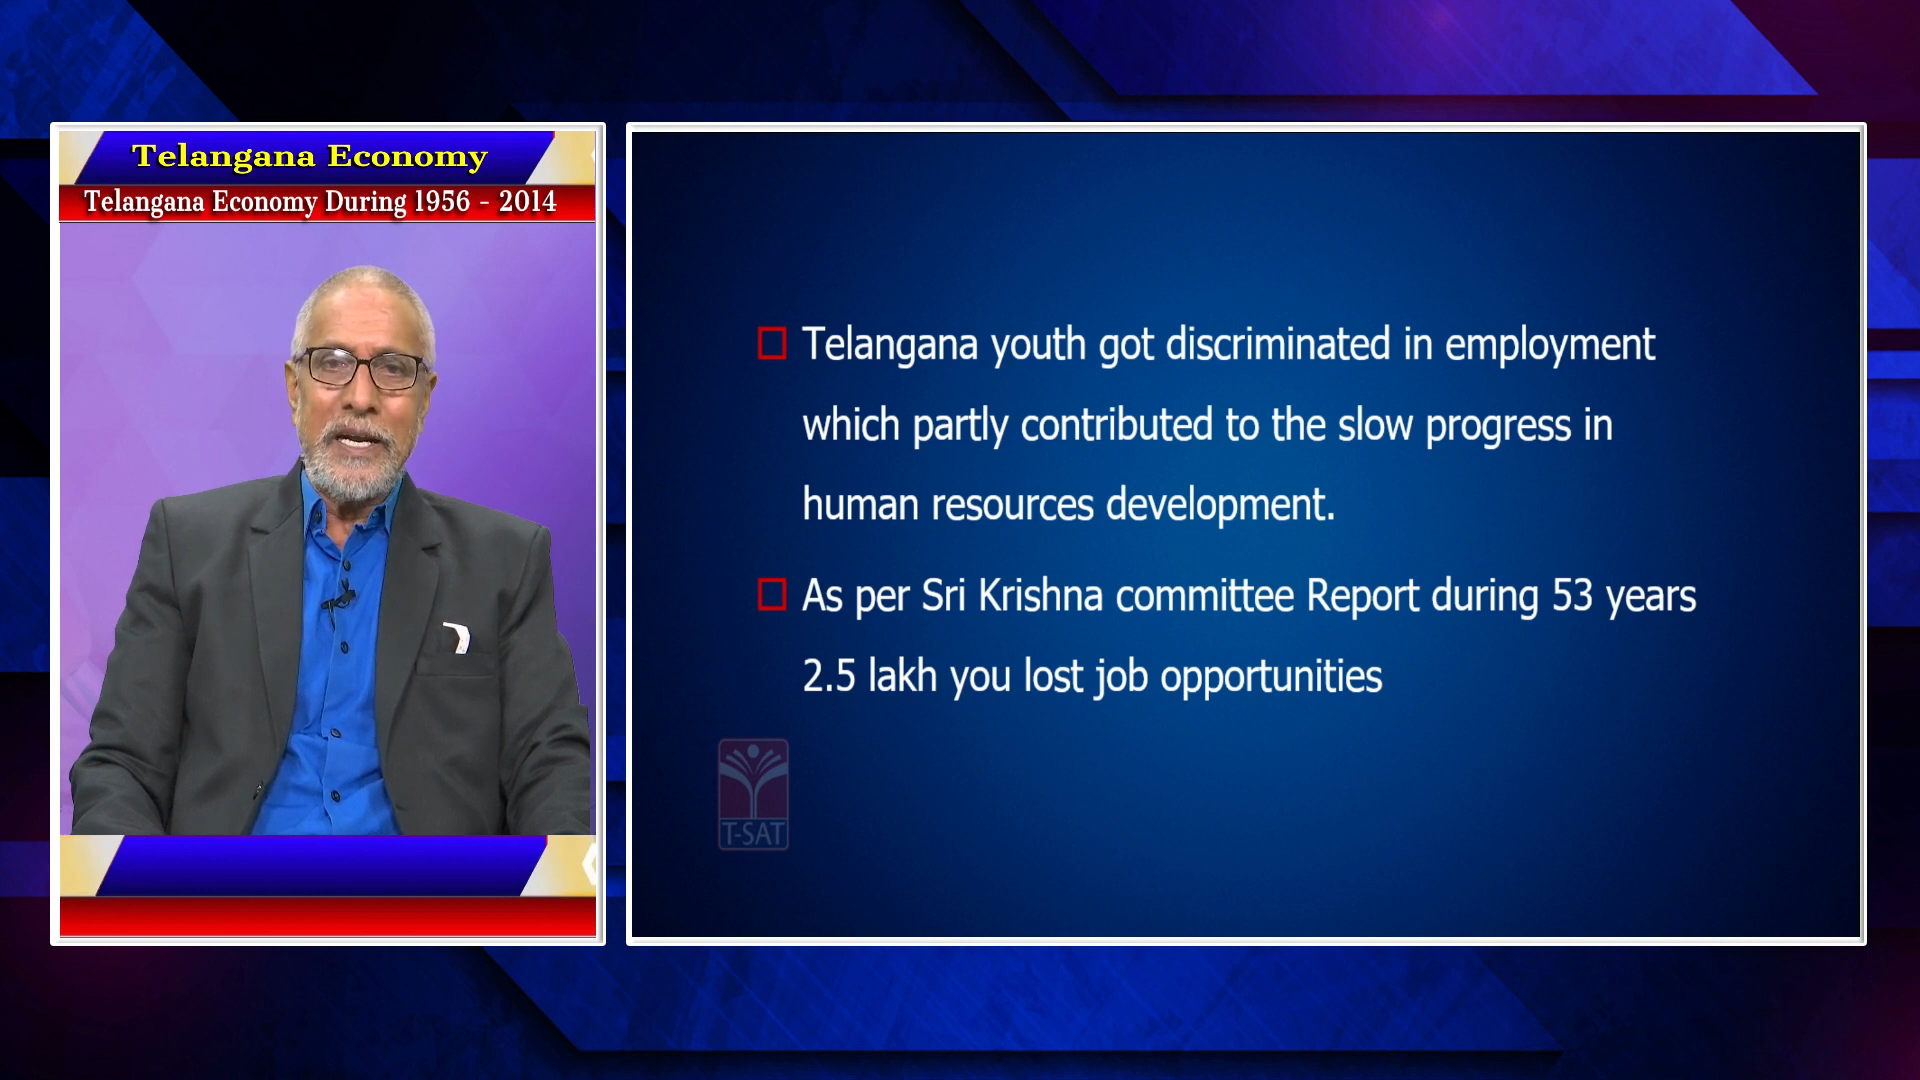 Telangana Economy
Telangana Economy During 1956 - 2014
Telangana youth got discriminated in employment
which partly contributed to the slow progress in
human resources development.
As per Sri Krishna committee Report during 53 years
2.5 lakh you lost job opportunities
T-SAT